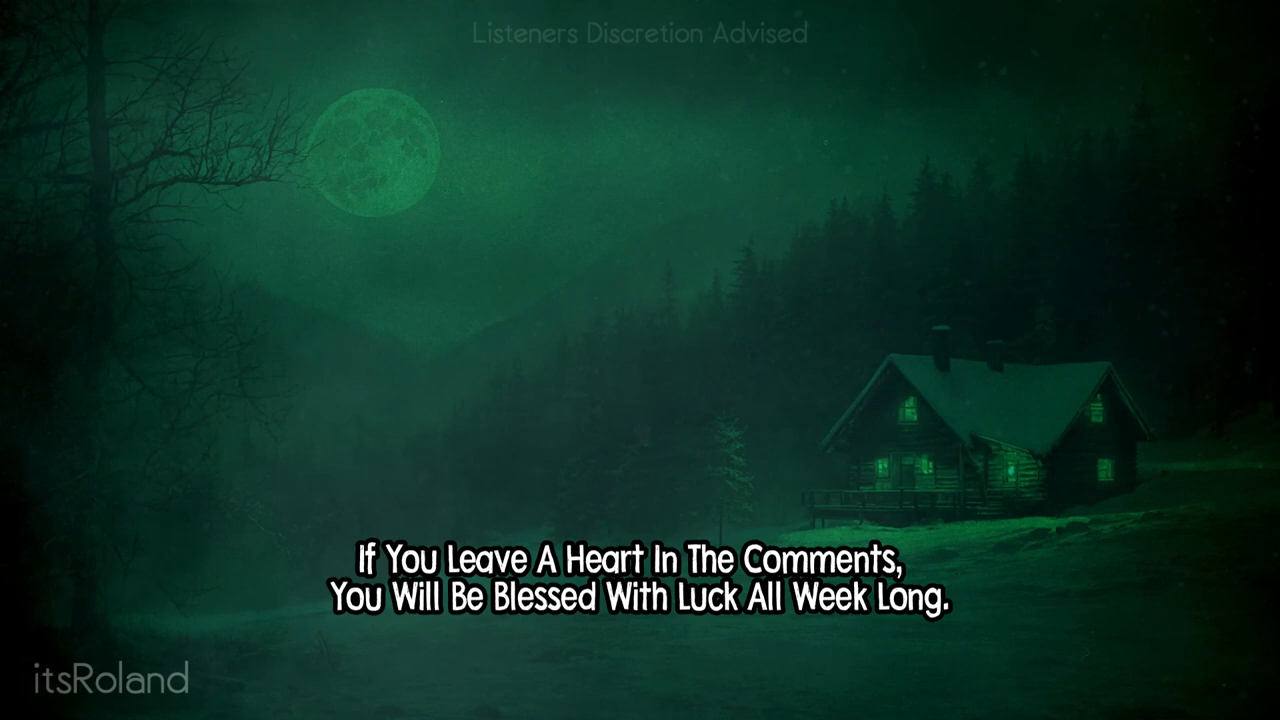 Listeners Discretion Advised
If You Leave A Heart In The Comments,
You Will Be Blessed With Luck All Week Long.
itsRoland